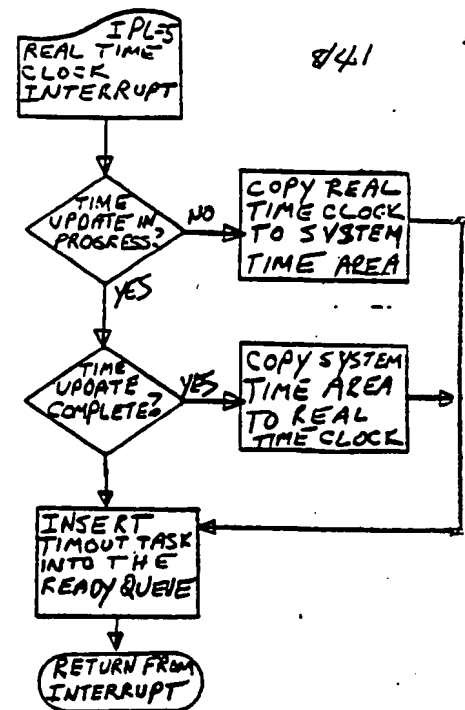 IPL=5
REAL TIME
CLOCK
INTERRUPT
8/41
TIME
UPDATE IN
PROGRESS?
NO
COPY REAL
TIME CLOCK
TO SYSTEM
TIME AREA
YES
TIME
UPDATE
COMPLETE?
YES
COPY SYSTEM
TIME AREA
TO REAL
TIME CLOCK
INSERT
TIMOUT TASK
INTO THE
READY QUEUE
RETURN FROM
INTERRUPT